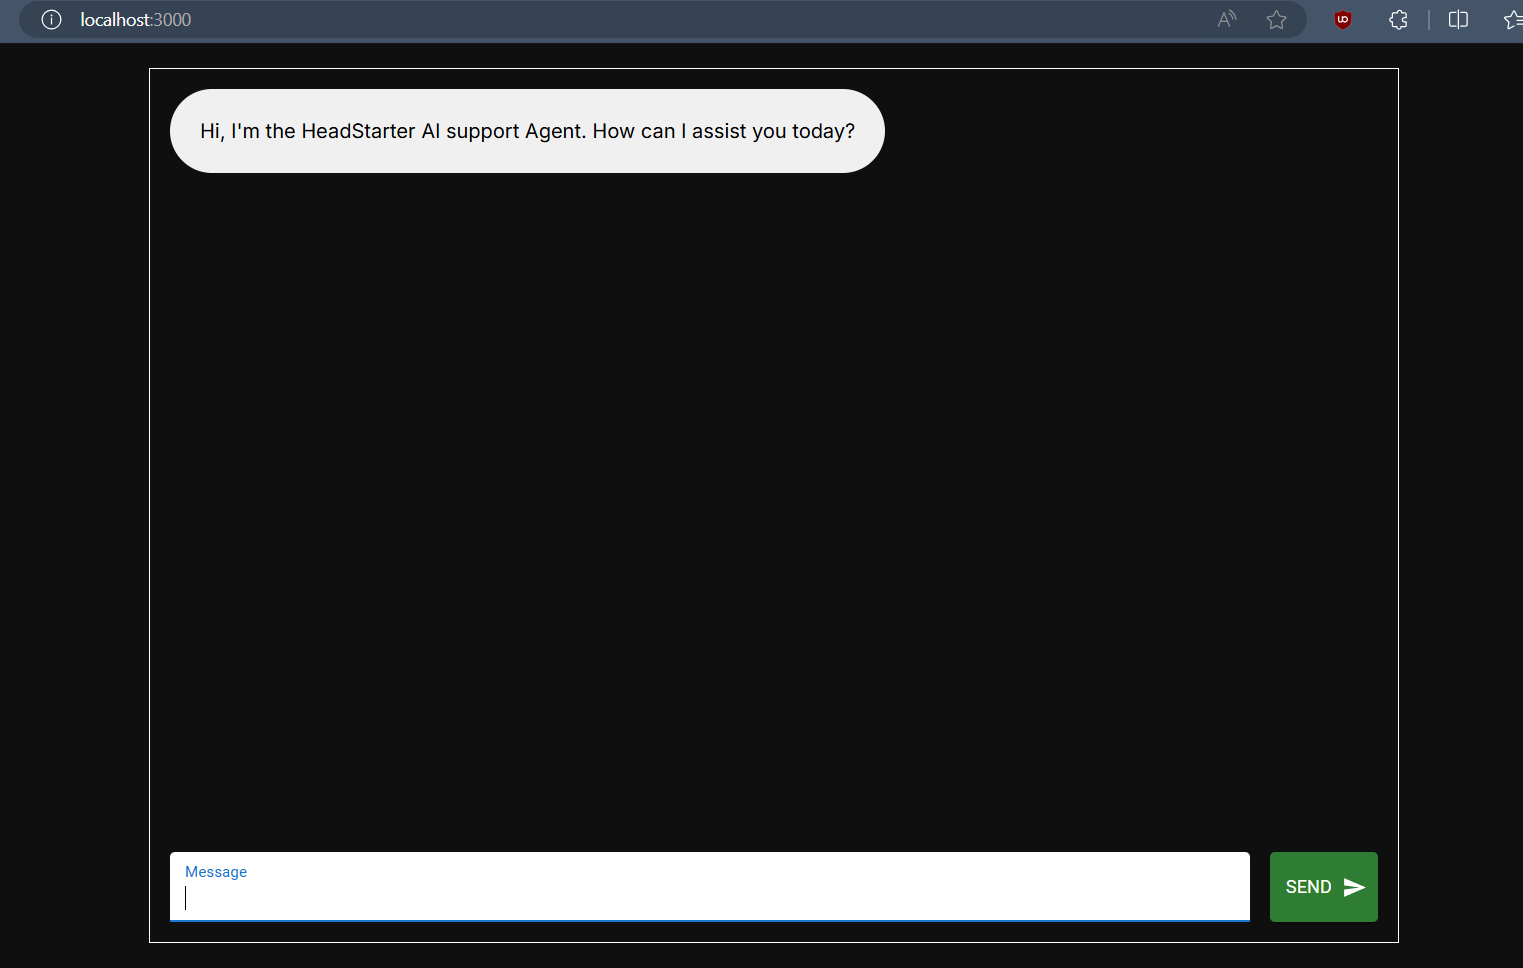 localhost:3000
Hi, I'm the HeadStarter AI support Agent. How can I assist you today?
Message
SEND